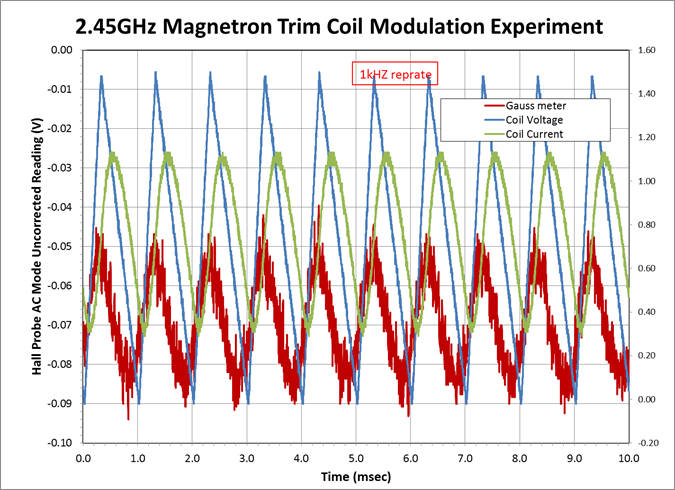 2.45GHz Magnetron Trim Coil Modulation Experiment
0.00
-0.01
-0.02
-0.03
-0.04
-0.05
-0.06
-0.07
-0.08
-0.09
-0.10
Hall Probe AC Mode Uncorrected Reading (V)
1kHZ reprate
Gauss meter
Coil Voltage
Coil Current
1.60
1.40
1.20
1.00
0.80
0.60
0.40
0.20
0.00
-0.20
0.0 1.0 2.0 3.0 4.0 5.0 6.0 7.0 8.0 9.0 10.0
Time (msec)